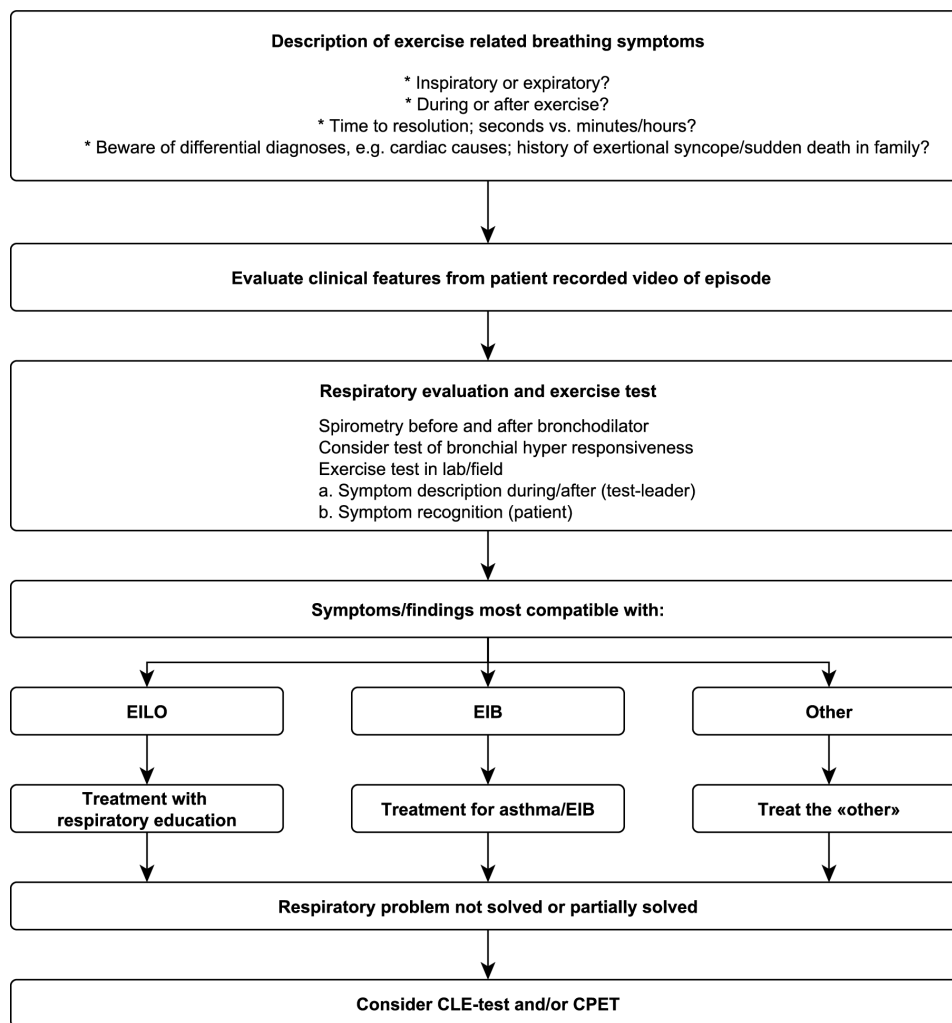 Description of exercise related breathing symptoms
* Inspiratory or expiratory?
* During or after exercise?
* Time to resolution; seconds vs. minutes/hours?
* Beware of differential diagnoses, e.g. cardiac causes; history of exertional syncope/sudden death in family?
Evaluate clinical features from patient recorded video of episode
Respiratory evaluation and exercise test
Spirometry before and after bronchodilator
Consider test of bronchial hyper responsiveness
Exercise test in lab/field
a. Symptom description during/after (test-leader)
b. Symptom recognition (patient)
Symptoms/findings most compatible with:
EILO
EIB
Other
Treatment with
respiratory education
Treatment for asthma/EIB
Treat the «other»
Respiratory problem not solved or partially solved
Consider CLE-test and/or CPET